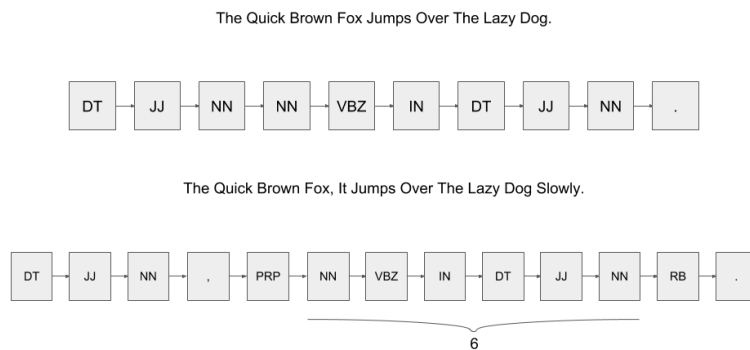 The Quick Brown Fox Jumps Over The Lazy Dog.
DT JJ NN NN VBZ IN DT JJ NN .
The Quick Brown Fox, It Jumps Over The Lazy Dog Slowly.
DT JJ NN , PRP NN VBZ IN DT JJ NN RB .
6